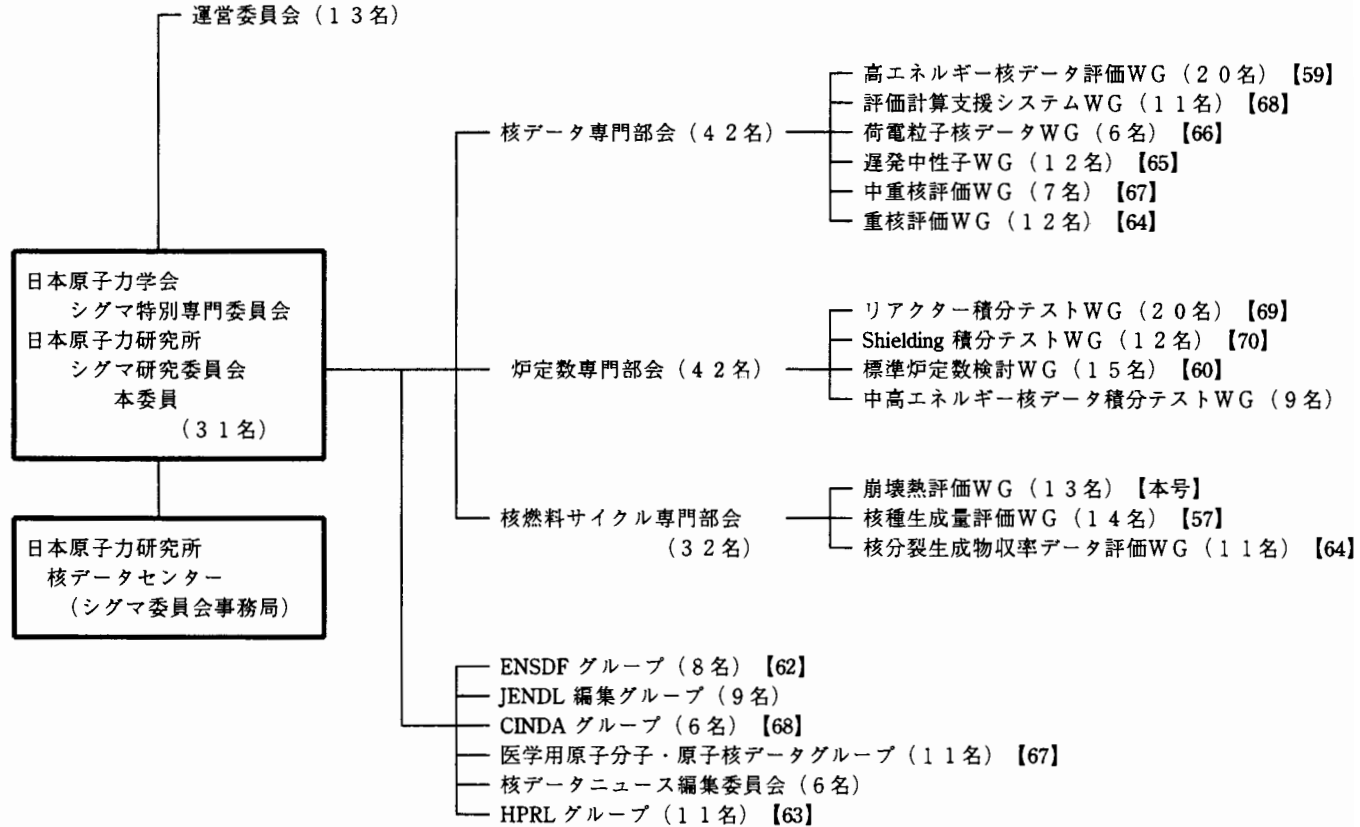 運営委員会（１３名）
高エネルギー核データ評価ＷＧ（２０名）【59】
評価計算支援システムＷＧ（１１名）【68】
核データ専門部会（４２名）
荷電粒子核データＷＧ（６名）【66】
遅発中性子ＷＧ（１２名）【65】
中重核評価ＷＧ（７名）【67】
重核評価ＷＧ（１２名）【64】
日本原子力学会
シグマ特別専門委員会
日本原子力研究所
シグマ研究委員会
本委員
（３１名）
リアクター積分テストＷＧ（２０名）【69】
Shielding 積分テストＷＧ（１２名）【70】
炉定数専門部会（４２名）
標準炉定数検討ＷＧ（１５名）【60】
中高エネルギー核データ積分テストＷＧ（９名）
崩壊熱評価ＷＧ（１３名）【本号】
核燃料サイクル専門部会
（３２名）
核種生成量評価ＷＧ（１４名）【57】
核分裂生成物収率データ評価ＷＧ（１１名）【64】
日本原子力研究所
核データセンター
（シグマ委員会事務局）
ENSDF グループ（８名）【62】
JENDL 編集グループ（９名）
CINDA グループ（６名）【68】
医学用原子分子・原子核データグループ（１１名）【67】
核データニュース編集委員会（６名）
HPRL グループ（１１名）【63】